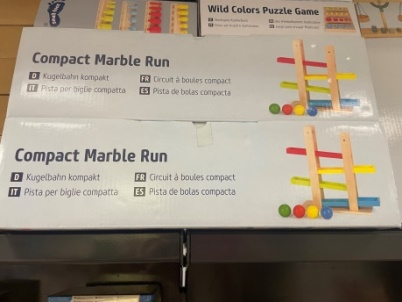 Wild Colors Puzzle Game
Compact Marble Run
D Kugelbahn kompakt
FR Circuit à boules compact
IT Pista per biglie compatta
ES Pista de bolas compacta
Compact Marble Run
D Kugelbahn kompakt
FR Circuit à boules compact
IT Pista per biglie compatta
ES Pista de bolas compacta